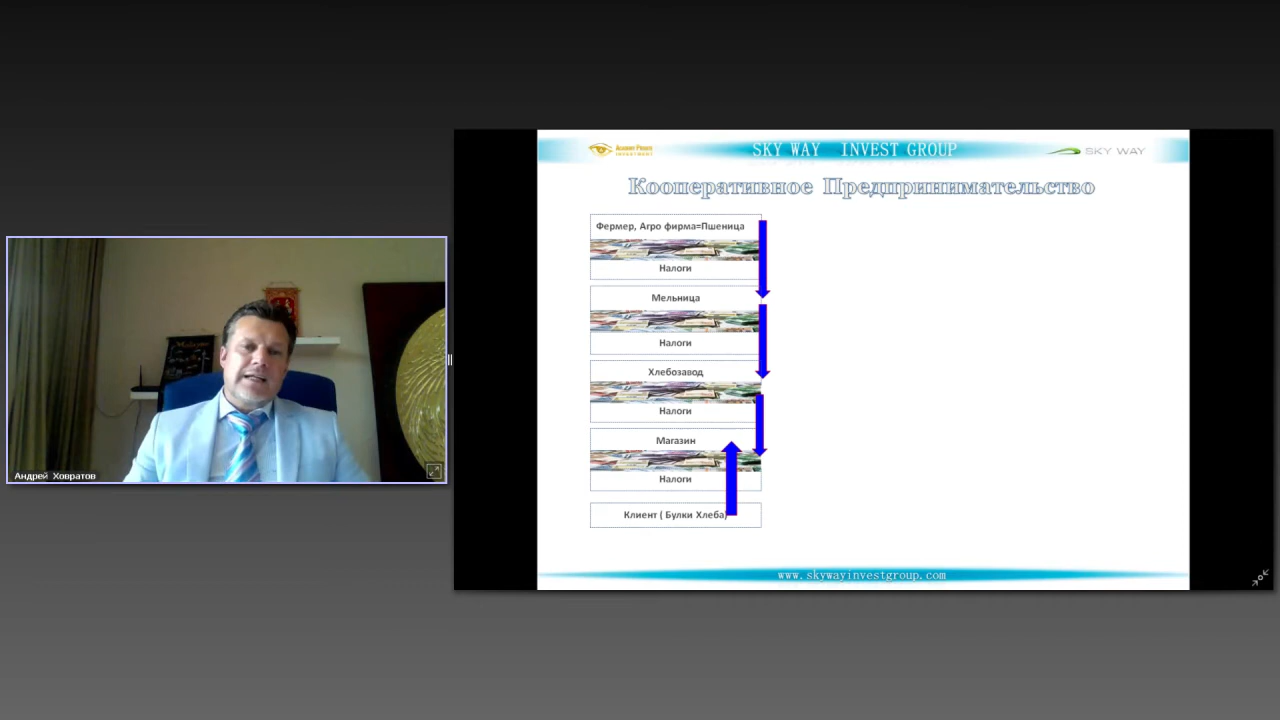 Андрей Ховратов
SKY WAY INVEST GROUP
SKY WAY
Кооперативное Предпринимательство
Фермер, Агро фирма=Пшеница
Налоги
Мельница
Налоги
Хлебозавод
Налоги
Магазин
Налоги
Клиент ( Булки Хлеба)
www.skywayinvestgroup.com